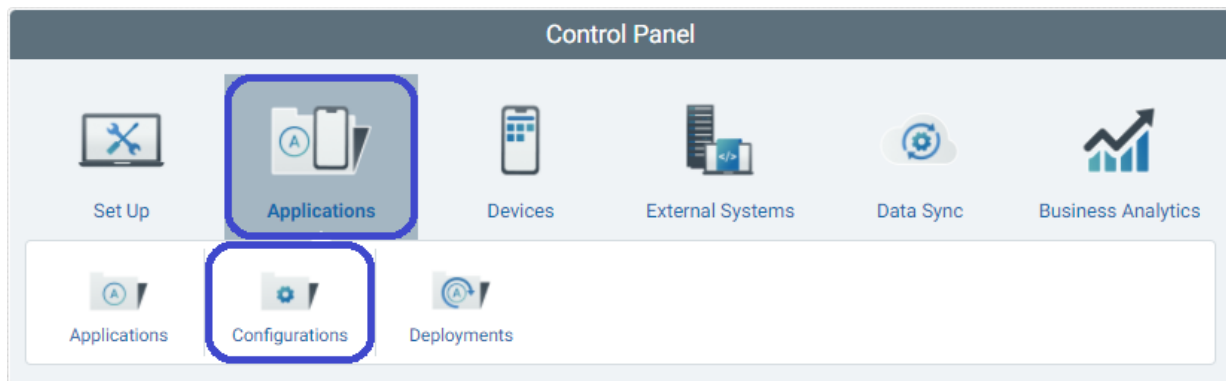 Control Panel
Set Up Applications Devices External Systems Data Sync Business Analytics
Applications Configurations Deployments